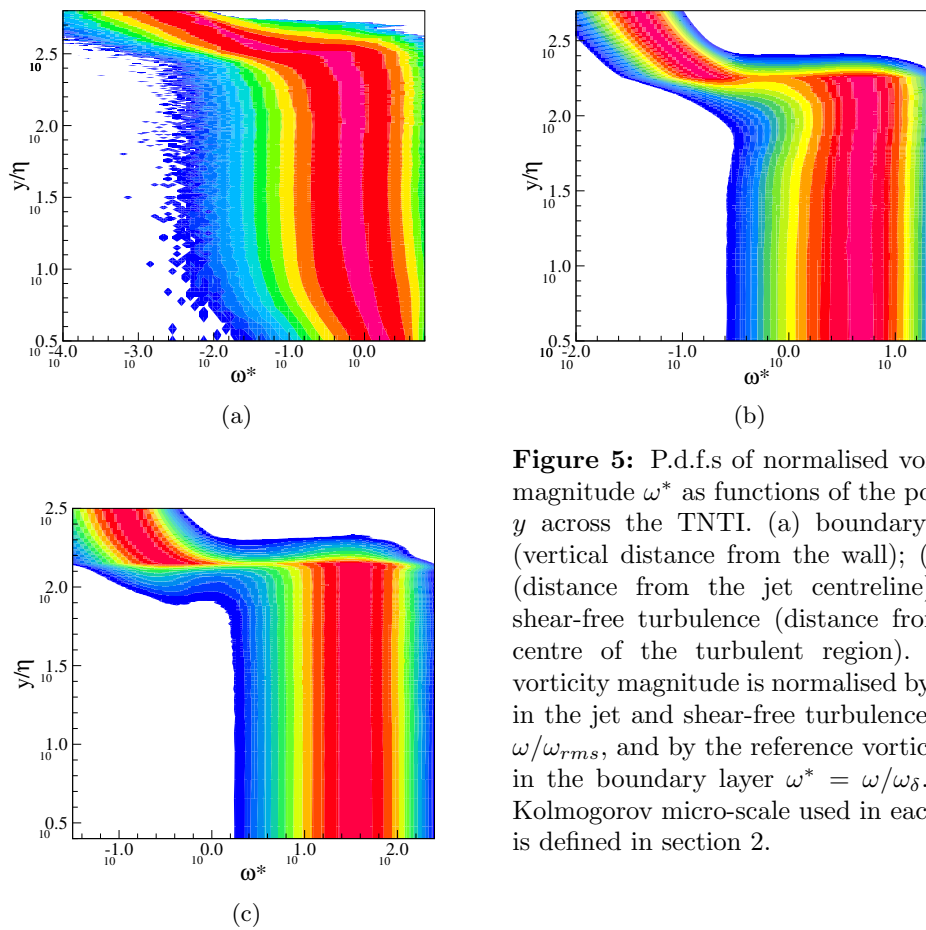 10 2.5
10 2.0
10 1.5
10 1.0
10 0.5
y/η
10 -4.0 10 -3.0 10 -2.0 10 -1.0 10 0.0
ω*
(a)
10 2.5
10 2.0
10 1.5
10 1.0
10 0.5
y/η
10 -2.0 10 -1.0 10 0.0 10 1.0
ω*
(b)
10 2.5
10 2.0
10 1.5
10 1.0
10 0.5
y/η
10 -1.0 10 0.0 10 1.0 10 2.0
ω*
(c)
Figure 5: P.d.f.s of normalised vo
magnitude ω* as functions of the po
y across the TNTI. (a) boundary
(vertical distance from the wall); (
(distance from the jet centreline)
shear-free turbulence (distance fro
centre of the turbulent region).
vorticity magnitude is normalised by
in the jet and shear-free turbulence
ω/ωrms, and by the reference vortic
in the boundary layer ω* = ω/ωδ.
Kolmogorov micro-scale used in each
is defined in section 2.